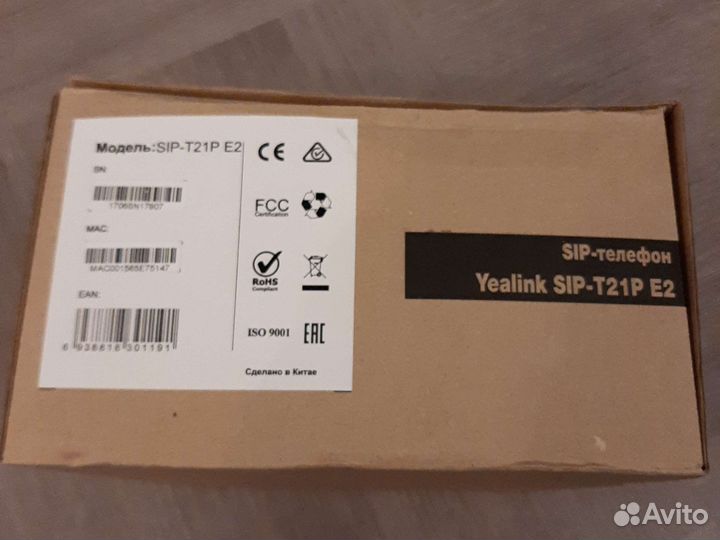 Модель:SIP-T21P E2
SN:
1706SN17807
MAC:
MAC001565E75147
EAN:
6 938818 301191
CE
FCC
Certification
RoHS
Compliant
ISO 9001
EAC
Сделано в Китае
SIP-телефон
Yealink SIP-T21P E2
Avito